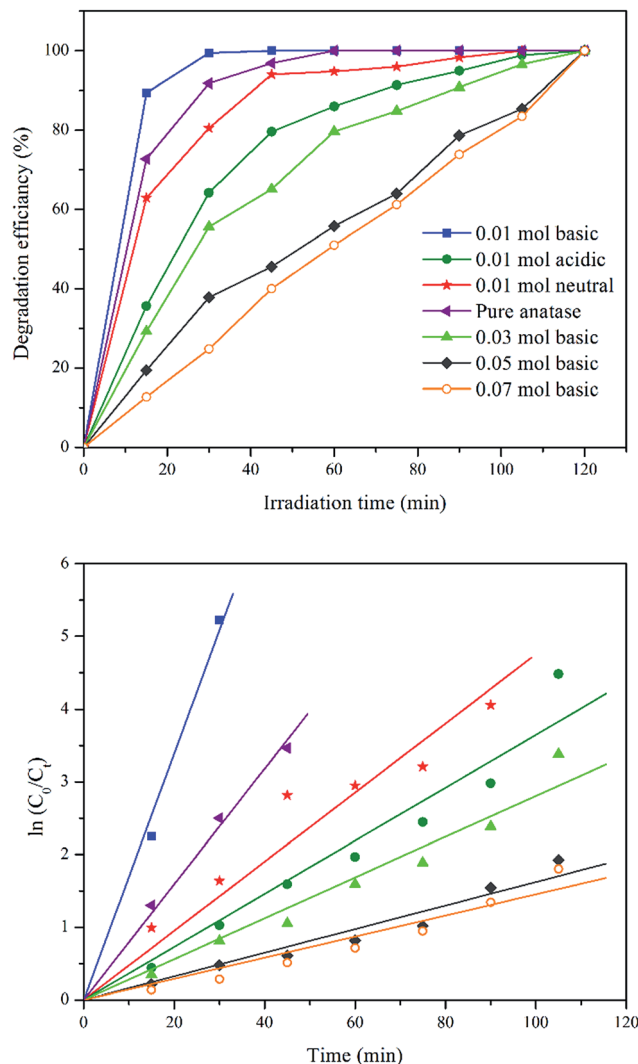 100
80
60
40
20
0
Degradation efficiancy (%)
0.01 mol basic
0.01 mol acidic
0.01 mol neutral
Pure anatase
0.03 mol basic
0.05 mol basic
0.07 mol basic
0 20 40 60 80 100 120
Irradiation time (min)
6
5
4
3
2
1
0
ln (C₀/Cₜ)
0 20 40 60 80 100 120
Time (min)